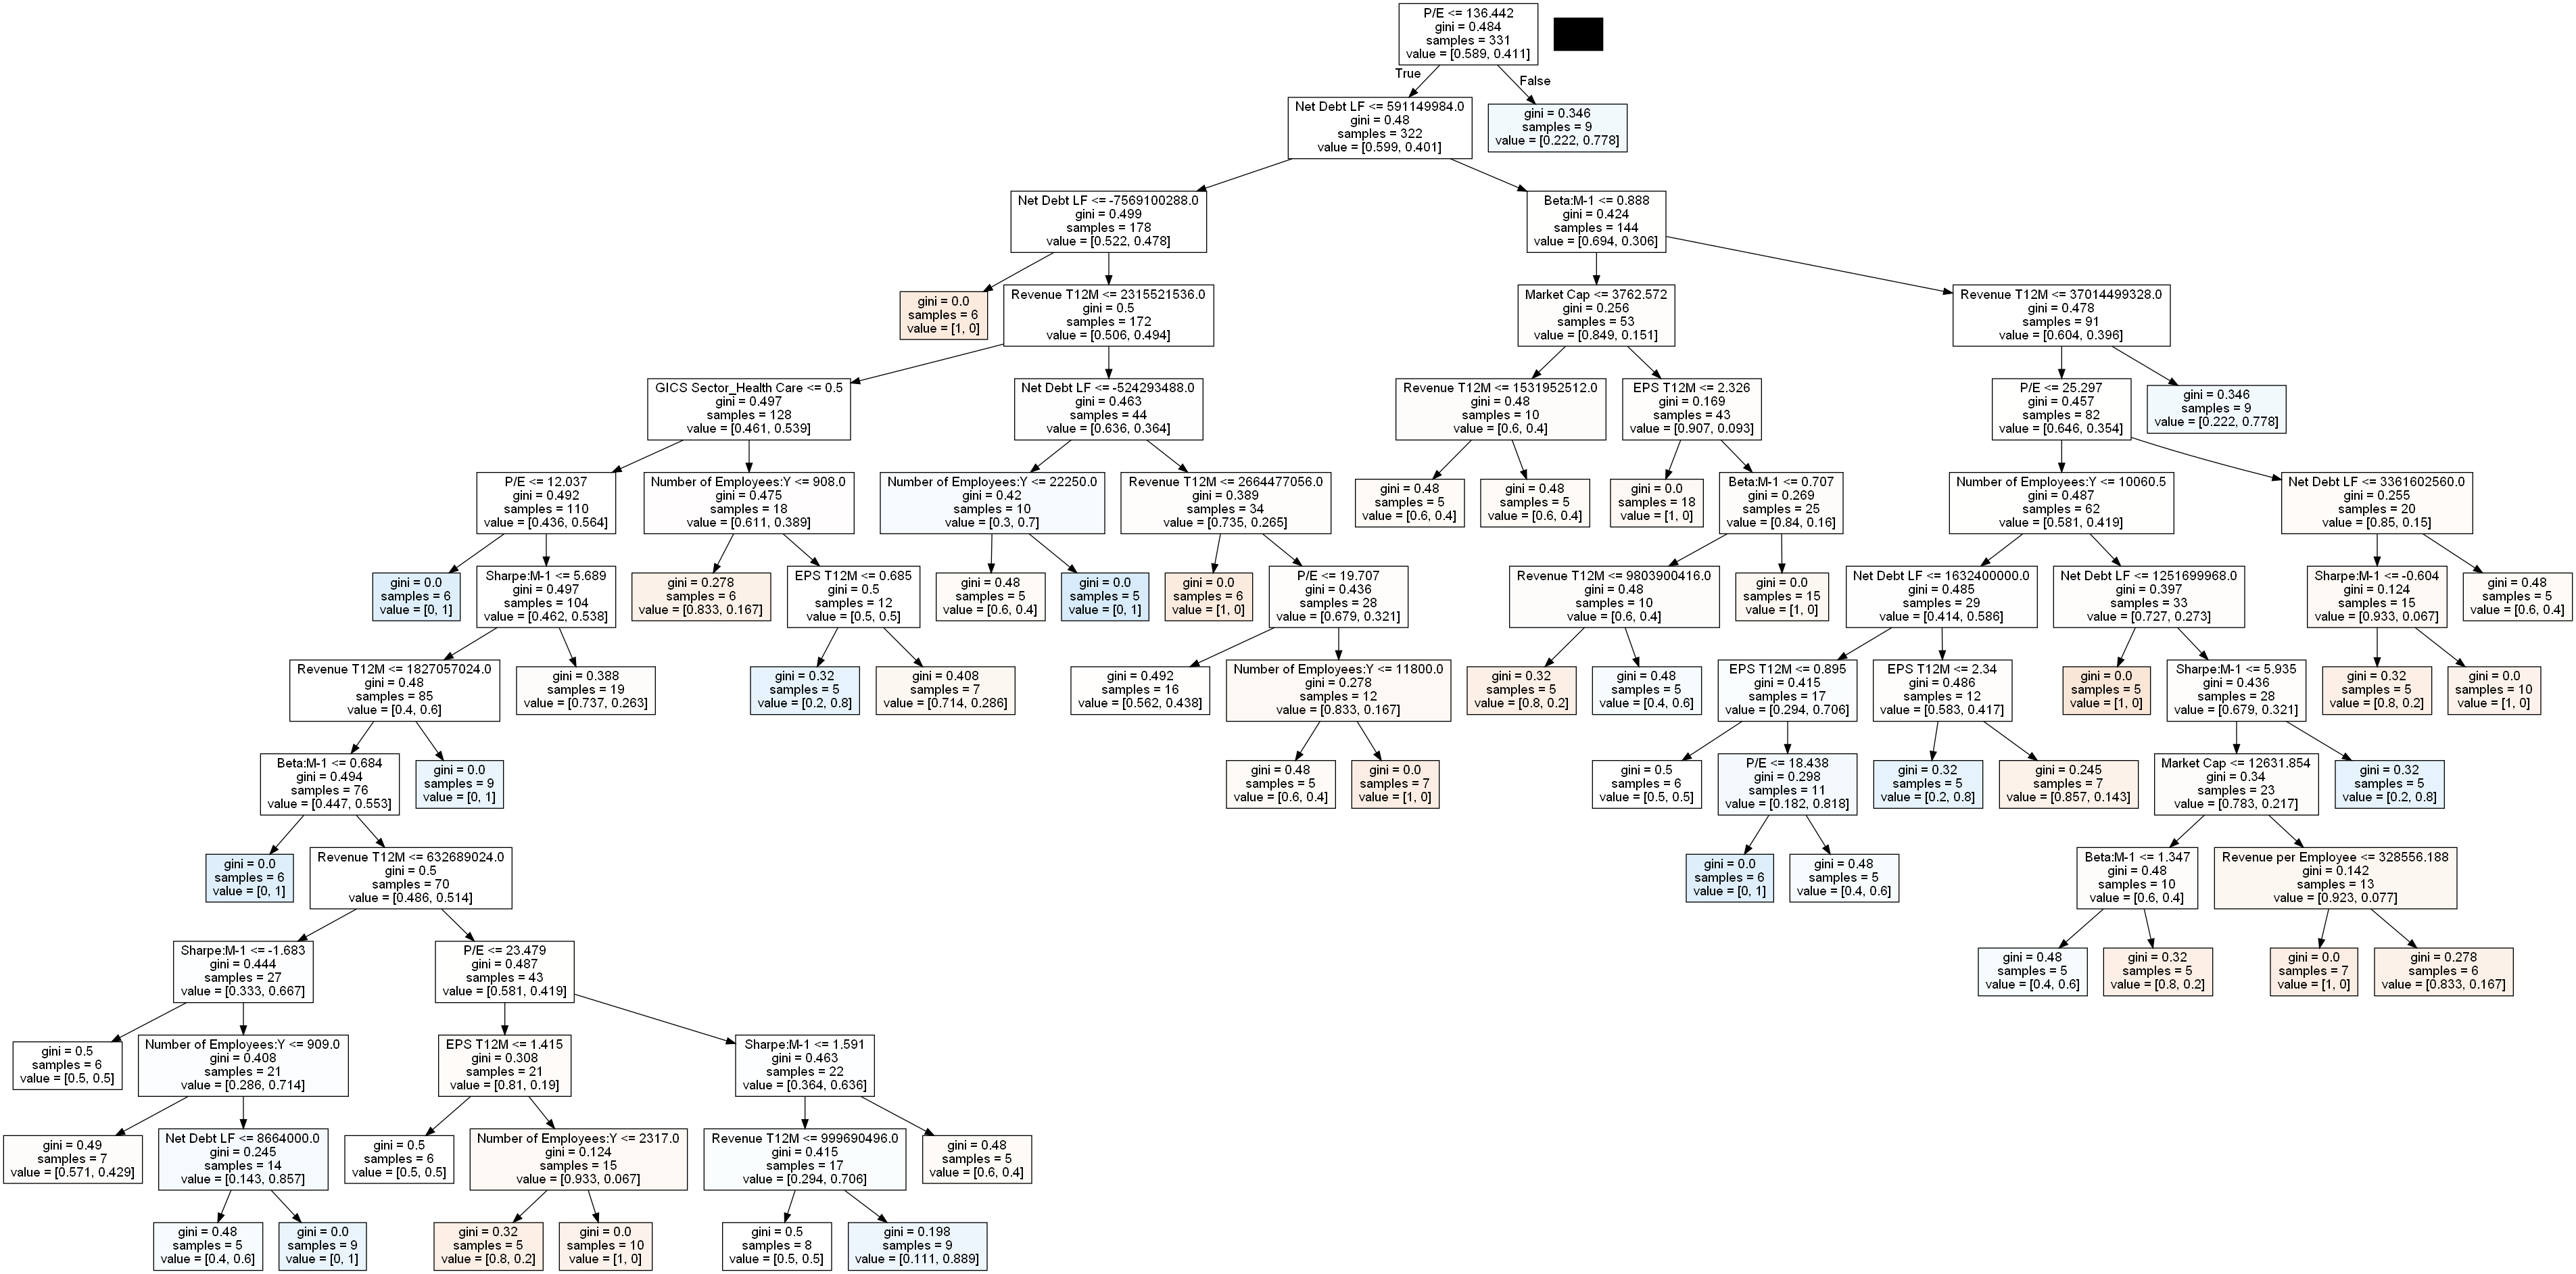 P/E <= 136.442
gini = 0.484
samples = 331
value = [0.589, 0.411]
True
False
Net Debt LF <= 591149984.0
gini = 0.48
samples = 322
value = [0.599, 0.401]
gini = 0.346
samples = 9
value = [0.222, 0.778]
Net Debt LF <= -7569100288.0
gini = 0.499
samples = 178
value = [0.522, 0.478]
Beta:M-1 <= 0.888
gini = 0.424
samples = 144
value = [0.694, 0.306]
gini = 0.0
samples = 6
value = [1, 0]
Revenue T12M <= 2315521536.0
gini = 0.5
samples = 172
value = [0.506, 0.494]
Market Cap <= 3762.572
gini = 0.256
samples = 53
value = [0.849, 0.151]
Revenue T12M <= 37014499328.0
gini = 0.478
samples = 91
value = [0.604, 0.396]
GICS Sector_Health Care <= 0.5
gini = 0.497
samples = 128
value = [0.461, 0.539]
Net Debt LF <= -524293488.0
gini = 0.463
samples = 44
value = [0.636, 0.364]
Revenue T12M <= 1531952512.0
gini = 0.48
samples = 10
value = [0.6, 0.4]
EPS T12M <= 2.326
gini = 0.169
samples = 43
value = [0.907, 0.093]
P/E <= 25.297
gini = 0.457
samples = 82
value = [0.646, 0.354]
gini = 0.346
samples = 9
value = [0.222, 0.778]
P/E <= 12.037
gini = 0.492
samples = 110
value = [0.436, 0.564]
Number of Employees:Y <= 908.0
gini = 0.475
samples = 18
value = [0.611, 0.389]
Number of Employees:Y <= 22250.0
gini = 0.42
samples = 10
value = [0.3, 0.7]
Revenue T12M <= 2664477056.0
gini = 0.389
samples = 34
value = [0.735, 0.265]
gini = 0.48
samples = 5
value = [0.6, 0.4]
gini = 0.48
samples = 5
value = [0.6, 0.4]
gini = 0.0
samples = 18
value = [1, 0]
Beta:M-1 <= 0.707
gini = 0.269
samples = 25
value = [0.84, 0.16]
Number of Employees:Y <= 10060.5
gini = 0.487
samples = 62
value = [0.581, 0.419]
Net Debt LF <= 3361602560.0
gini = 0.255
samples = 20
value = [0.85, 0.15]
gini = 0.0
samples = 6
value = [0, 1]
Sharpe:M-1 <= 5.689
gini = 0.497
samples = 104
value = [0.462, 0.538]
gini = 0.278
samples = 6
value = [0.833, 0.167]
EPS T12M <= 0.685
gini = 0.5
samples = 12
value = [0.5, 0.5]
gini = 0.48
samples = 5
value = [0.6, 0.4]
gini = 0.0
samples = 5
value = [0, 1]
gini = 0.0
samples = 6
value = [1, 0]
P/E <= 19.707
gini = 0.436
samples = 28
value = [0.679, 0.321]
Revenue T12M <= 9803900416.0
gini = 0.48
samples = 10
value = [0.6, 0.4]
gini = 0.0
samples = 15
value = [1, 0]
Net Debt LF <= 1632400000.0
gini = 0.485
samples = 29
value = [0.414, 0.586]
Net Debt LF <= 1251699968.0
gini = 0.397
samples = 33
value = [0.727, 0.273]
Sharpe:M-1 <= -0.604
gini = 0.124
samples = 15
value = [0.933, 0.067]
gini = 0.48
samples = 5
value = [0.6, 0.4]
Revenue T12M <= 1827057024.0
gini = 0.48
samples = 85
value = [0.4, 0.6]
gini = 0.388
samples = 19
value = [0.737, 0.263]
gini = 0.32
samples = 5
value = [0.2, 0.8]
gini = 0.408
samples = 7
value = [0.714, 0.286]
gini = 0.492
samples = 16
value = [0.562, 0.438]
Number of Employees:Y <= 11800.0
gini = 0.278
samples = 12
value = [0.833, 0.167]
gini = 0.32
samples = 5
value = [0.8, 0.2]
gini = 0.48
samples = 5
value = [0.4, 0.6]
EPS T12M <= 0.895
gini = 0.415
samples = 17
value = [0.294, 0.706]
EPS T12M <= 2.34
gini = 0.486
samples = 12
value = [0.583, 0.417]
gini = 0.0
samples = 5
value = [1, 0]
Sharpe:M-1 <= 5.935
gini = 0.436
samples = 28
value = [0.679, 0.321]
gini = 0.32
samples = 5
value = [0.8, 0.2]
gini = 0.0
samples = 10
value = [1, 0]
Beta:M-1 <= 0.684
gini = 0.494
samples = 76
value = [0.447, 0.553]
gini = 0.0
samples = 9
value = [0, 1]
gini = 0.48
samples = 5
value = [0.6, 0.4]
gini = 0.0
samples = 7
value = [1, 0]
gini = 0.5
samples = 6
value = [0.5, 0.5]
P/E <= 18.438
gini = 0.298
samples = 11
value = [0.182, 0.818]
gini = 0.32
samples = 5
value = [0.2, 0.8]
gini = 0.245
samples = 7
value = [0.857, 0.143]
Market Cap <= 12631.854
gini = 0.34
samples = 23
value = [0.783, 0.217]
gini = 0.32
samples = 5
value = [0.2, 0.8]
gini = 0.0
samples = 6
value = [0, 1]
Revenue T12M <= 632689024.0
gini = 0.5
samples = 70
value = [0.486, 0.514]
gini = 0.0
samples = 6
value = [0, 1]
gini = 0.48
samples = 5
value = [0.4, 0.6]
Beta:M-1 <= 1.347
gini = 0.48
samples = 10
value = [0.6, 0.4]
Revenue per Employee <= 328556.188
gini = 0.142
samples = 13
value = [0.923, 0.077]
Sharpe:M-1 <= -1.683
gini = 0.444
samples = 27
value = [0.333, 0.667]
P/E <= 23.479
gini = 0.487
samples = 43
value = [0.581, 0.419]
gini = 0.48
samples = 5
value = [0.4, 0.6]
gini = 0.32
samples = 5
value = [0.8, 0.2]
gini = 0.0
samples = 7
value = [1, 0]
gini = 0.278
samples = 6
value = [0.833, 0.167]
gini = 0.5
samples = 6
value = [0.5, 0.5]
Number of Employees:Y <= 909.0
gini = 0.408
samples = 21
value = [0.286, 0.714]
EPS T12M <= 1.415
gini = 0.308
samples = 21
value = [0.81, 0.19]
Sharpe:M-1 <= 1.591
gini = 0.463
samples = 22
value = [0.364, 0.636]
gini = 0.49
samples = 7
value = [0.571, 0.429]
Net Debt LF <= 8664000.0
gini = 0.245
samples = 14
value = [0.143, 0.857]
gini = 0.5
samples = 6
value = [0.5, 0.5]
Number of Employees:Y <= 2317.0
gini = 0.124
samples = 15
value = [0.933, 0.067]
Revenue T12M <= 999690496.0
gini = 0.415
samples = 17
value = [0.294, 0.706]
gini = 0.48
samples = 5
value = [0.6, 0.4]
gini = 0.48
samples = 5
value = [0.4, 0.6]
gini = 0.0
samples = 9
value = [0, 1]
gini = 0.32
samples = 5
value = [0.8, 0.2]
gini = 0.0
samples = 10
value = [1, 0]
gini = 0.5
samples = 8
value = [0.5, 0.5]
gini = 0.198
samples = 9
value = [0.111, 0.889]